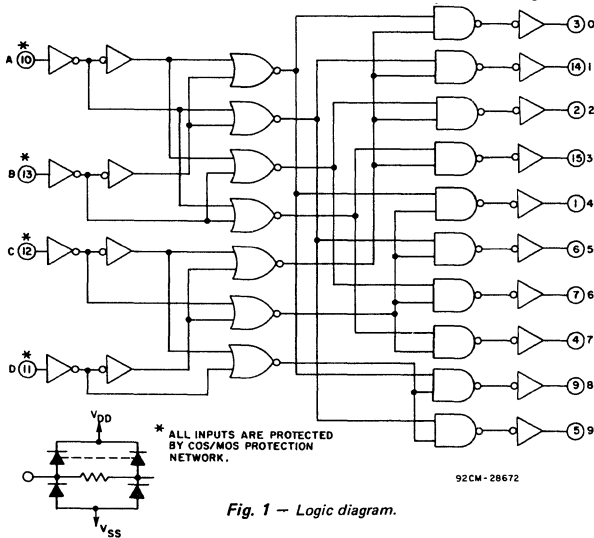 * A 10
* B 13
* C 12
* D 11
3 0
14 1
2 2
15 3
1 4
6 5
7 6
4 7
9 8
5 9
VDD
VSS
* ALL INPUTS ARE PROTECTED
BY COS/MOS PROTECTION
NETWORK.
92CM-28672
Fig. 1 — Logic diagram.